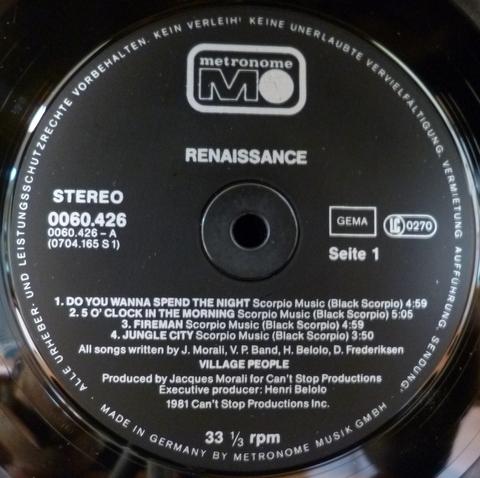 ALLE URHEBER UND LEISTUNGSSCHUTZRECHTE VORBEHALTEN. KEIN VERLEIH! KEINE UNERLAUBTE VERVIELFÄLTIGUNG. VERMIETUNG AUFFÜHRUNG. SENDUNG.
metronome
MO
RENAISSANCE
STEREO
0060.426
0060.426-A
(0704.165 S 1)
GEMA
LC 0270
Seite 1
1. DO YOU WANNA SPEND THE NIGHT Scorpio Music (Black Scorpio) 4:59
2. 5 O' CLOCK IN THE MORNING Scorpio Music (Black Scorpio) 5:05
3. FIREMAN Scorpio Music (Black Scorpio) 4:59
4. JUNGLE CITY Scorpio Music (Black Scorpio) 3:50
All songs written by J. Morali, V. P. Band, H. Belolo, D. Frederiksen
VILLAGE PEOPLE
Produced by Jacques Morali for Can't Stop Productions
Executive producer: Henri Belolo
1981 Can't Stop Productions Inc.
33 1/3 rpm
MADE IN GERMANY BY METRONOME MUSIK GMBH